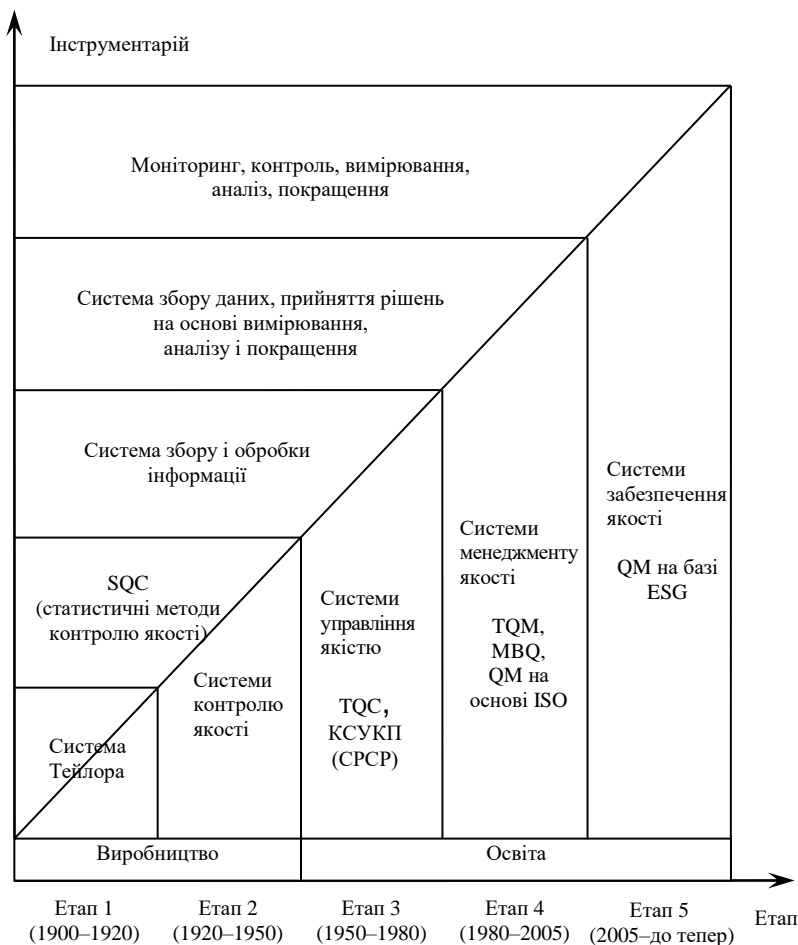 Інструментарій
Моніторинг, контроль, вимірювання,
аналіз, покращення
Система збору даних, прийняття рішень
на основі вимірювання,
аналізу і покращення
Система збору і обробки
інформації
SQC
(статистичні методи
контролю якості)
Система
Тейлора
Системи
контролю
якості
Системи
управління
якістю
TQC,
КСУКП
(СРСР)
Системи
менеджменту
якості
TQM,
MBQ,
QM на
основі ISO
Системи
забезпечення
якості
QM на базі
ESG
Виробництво
Освіта
Етап 1
(1900–1920)
Етап 2
(1920–1950)
Етап 3
(1950–1980)
Етап 4
(1980–2005)
Етап 5
(2005–до тепер)
Етап